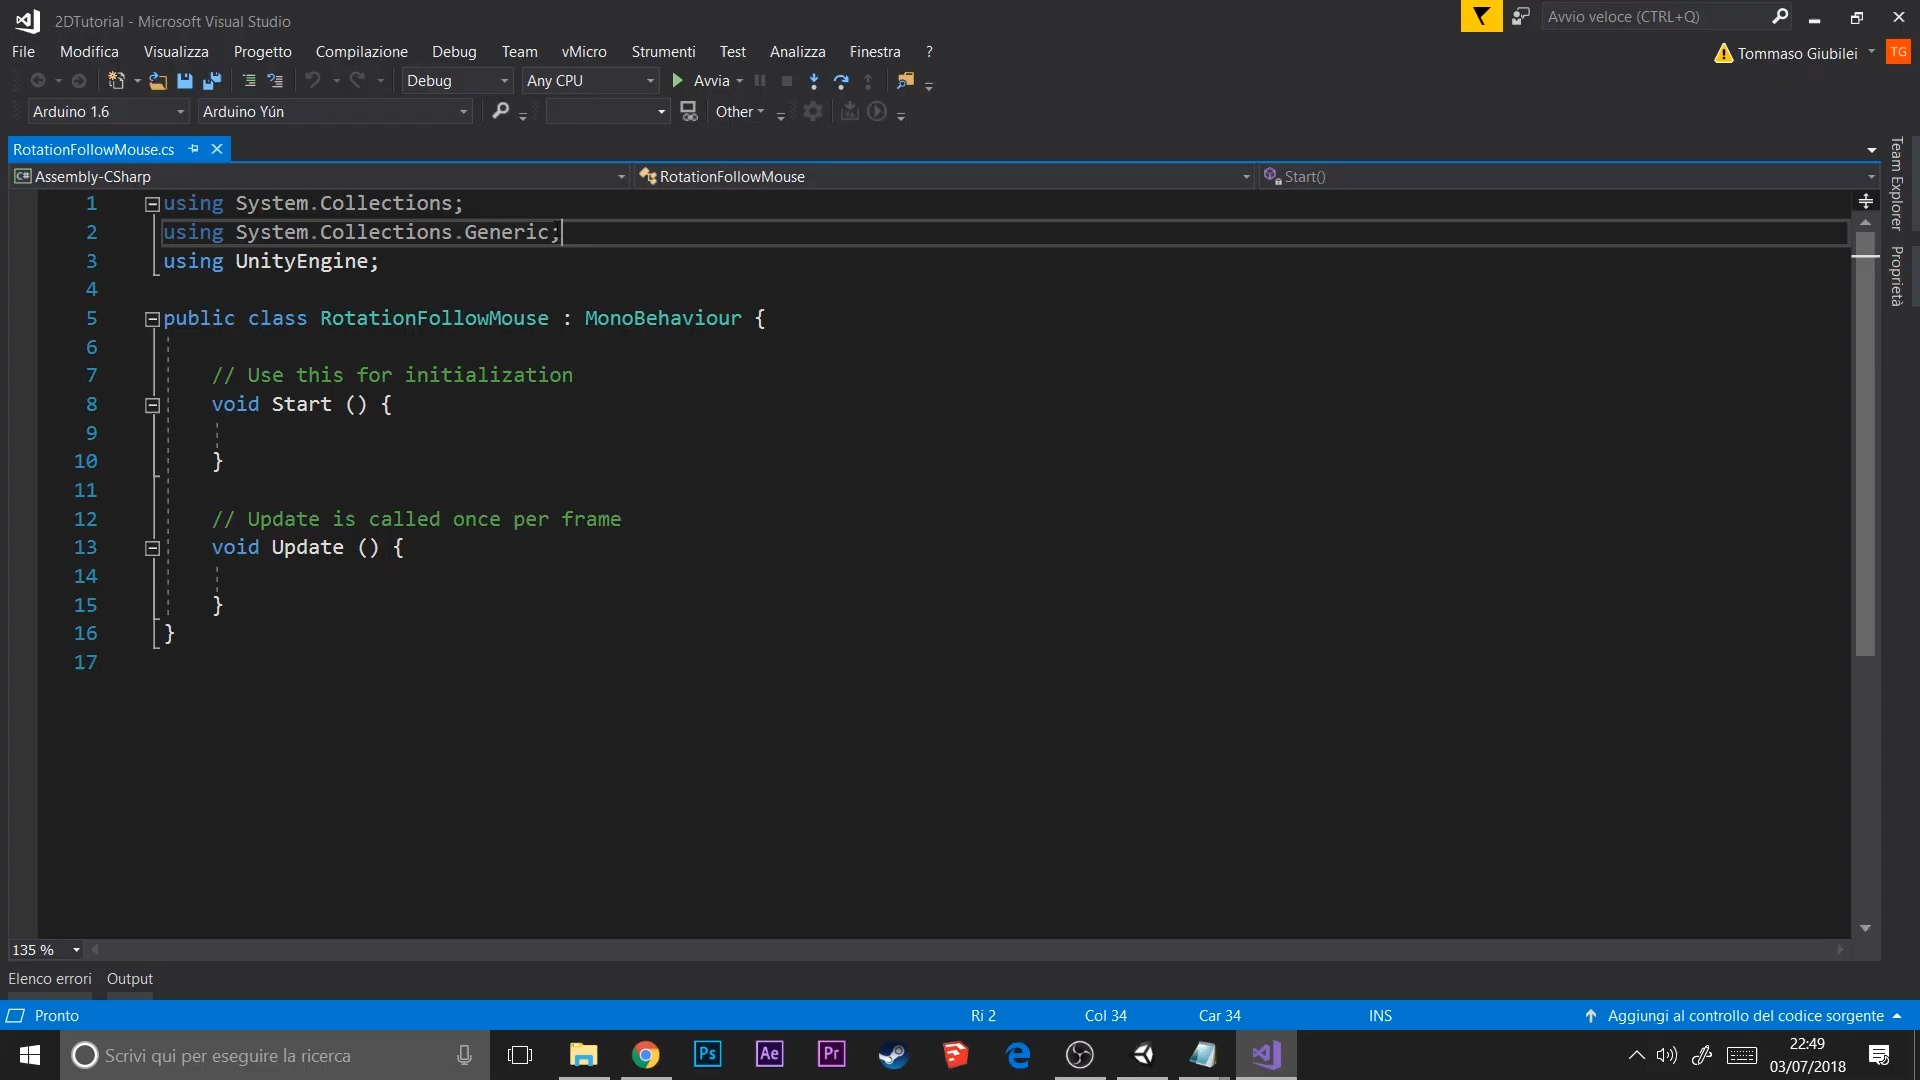 2DTutorial - Microsoft Visual Studio
Avvio veloce (CTRL+Q)
File Modifica Visualizza Progetto Compilazione Debug Team vMicro Strumenti Test Analizza Finestra ?
Tommaso Giubilei TG
Debug Any CPU Avvia
Arduino 1.6 Arduino Yún Other
RotationFollowMouse.cs
C# Assembly-CSharp RotationFollowMouse Start()
Team Explorer
Proprietà
1 using System.Collections;
2 using System.Collections.Generic;
3 using UnityEngine;
4
5 public class RotationFollowMouse : MonoBehaviour {
6
7 // Use this for initialization
8 void Start () {
9
10 }
11
12 // Update is called once per frame
13 void Update () {
14
15 }
16 }
17
135 %
Elenco errori Output
Pronto Ri 2 Col 34 Car 34 INS Aggiungi al controllo del codice sorgente
Scrivi qui per eseguire la ricerca
Ps Ae Pr
22:49
03/07/2018